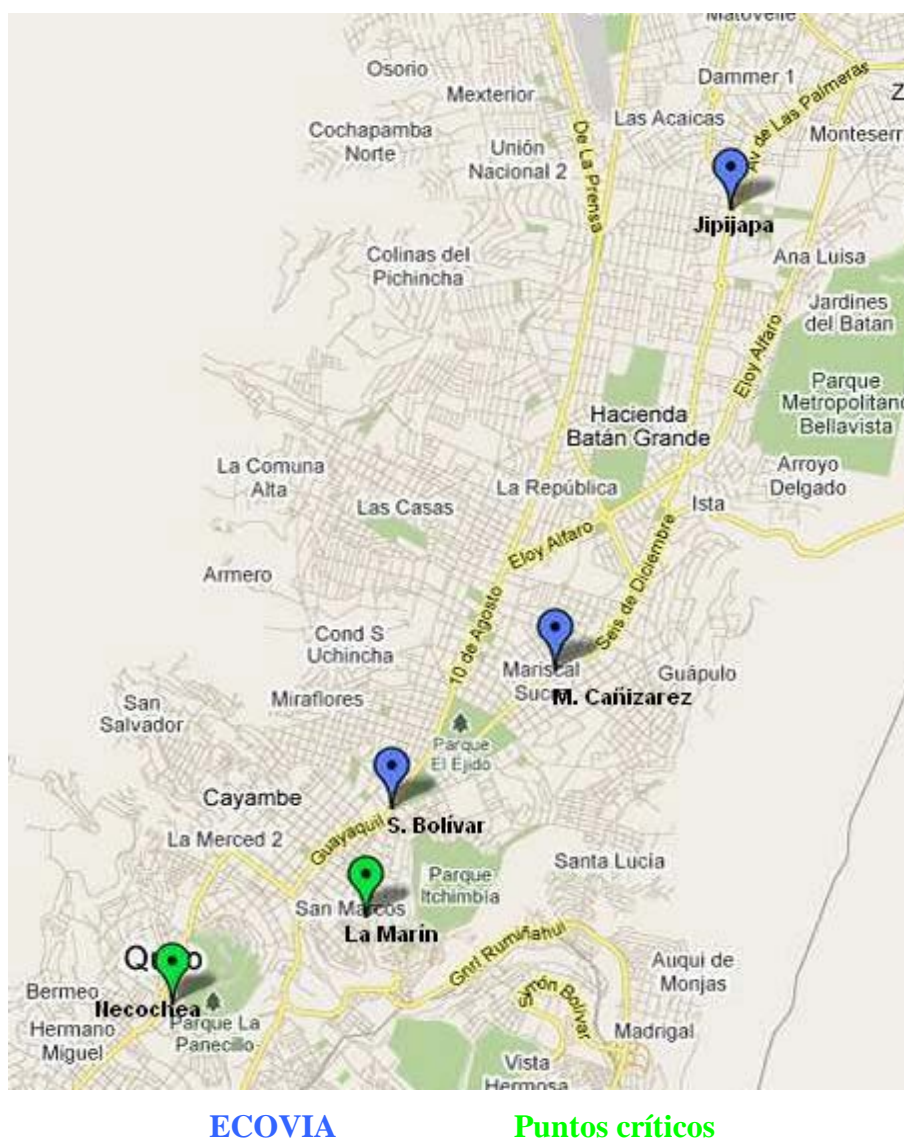 Matovelle
Osorio
Dammer 1
Mexterior
Z
Las Acaicas
Av de Las Palmeras
Cochapamba
Norte
Unión
Nacional 2
De La Prensa
Monteserr
Jipijapa
Colinas del
Pichincha
Ana Luisa
Jardines
del Batan
Eloy Alfaro
Parque
Metropolitano
Bellavista
Hacienda
Batán Grande
La Comuna
Alta
La República
Arroyo
Delgado
Las Casas
Ista
Eloy Alfaro
Seis de Diciembre
Armero
10 de Agosto
Cond S
Uchincha
Mariscal
Sucre
Guápulo
M. Cañizarez
Miraflores
San
Salvador
Parque
El Ejido
Cayambe
S. Bolívar
Guayaquil
La Merced 2
Santa Lucia
Parque
Itchimbía
San Marcos
La Marín
Gnrl Rumiñahui
Quito
Auqui de
Monjas
Simón Bolívar
Bermeo
Necochea
Parque La
Panecillo
Hermano
Miguel
Madrigal
Vista
Hermosa
ECOVIA Puntos críticos